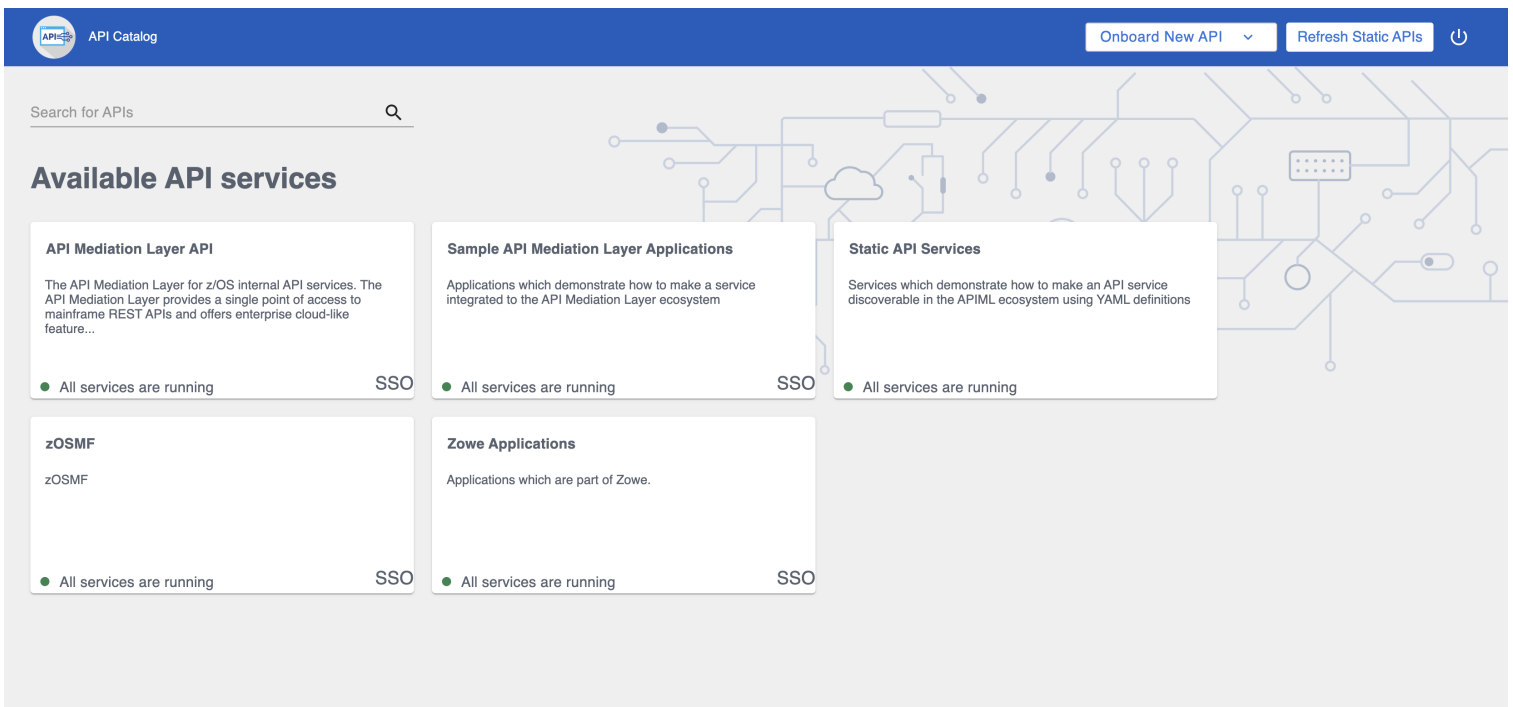 API
API Catalog
Onboard New API
Refresh Static APIs
Search for APIs
Available API services
API Mediation Layer API
The API Mediation Layer for z/OS internal API services. The
API Mediation Layer provides a single point of access to
mainframe REST APIs and offers enterprise cloud-like
feature...
All services are running
SSO
Sample API Mediation Layer Applications
Applications which demonstrate how to make a service
integrated to the API Mediation Layer ecosystem
All services are running
SSO
Static API Services
Services which demonstrate how to make an API service
discoverable in the APIML ecosystem using YAML definitions
All services are running
zOSMF
zOSMF
All services are running
SSO
Zowe Applications
Applications which are part of Zowe.
All services are running
SSO